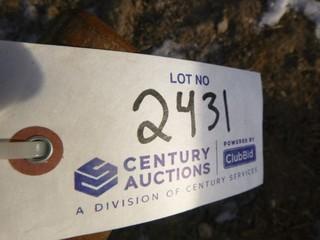 LOT NO
2431
CENTURY
AUCTIONS
POWERED BY
ClubBid
A DIVISION OF CENTURY SERVICES